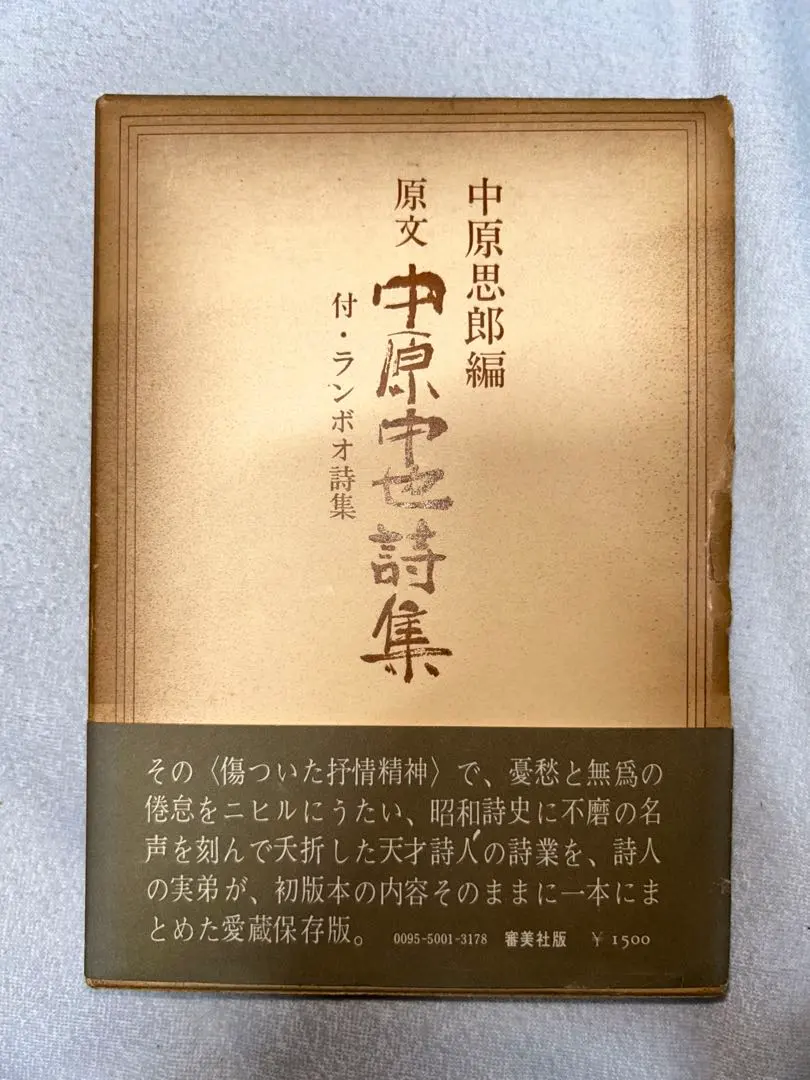 中原思郎編
原文 中原中也詩集
付・ランボオ詩集
その〈傷ついた抒情精神〉で、憂愁と無爲の
倦怠をニヒルにうたい、昭和詩史に不磨の名
声を刻んで夭折した天才詩人の詩業を、詩人
の実弟が、初版本の内容そのままに一本にま
とめた愛蔵保存版。 0095-5001-3178 審美社版 ￥1500